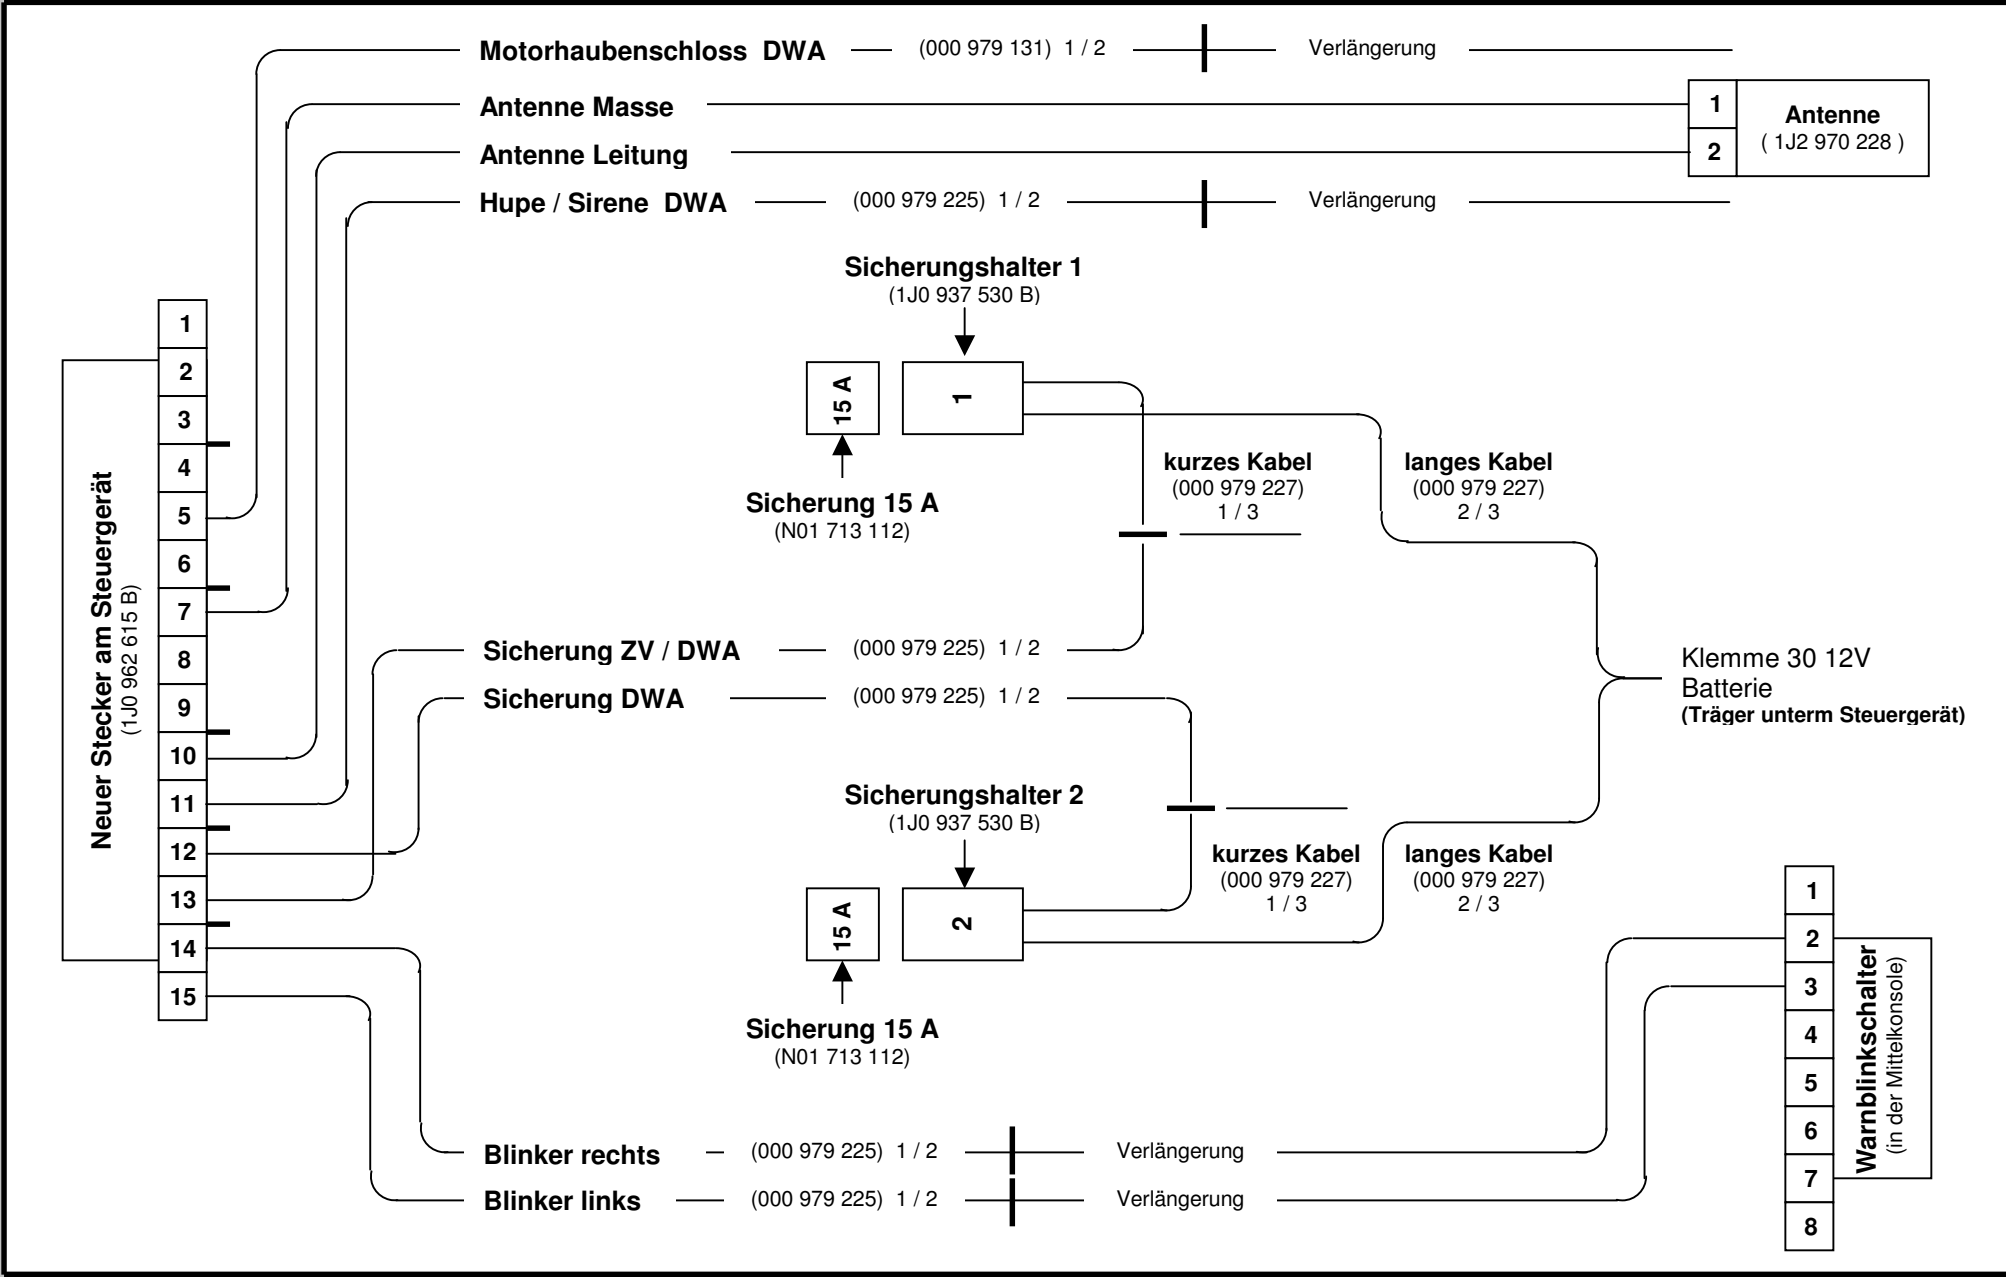 Motorhaubenschloss DWA (000 979 131) 1 / 2 Verlängerung
Antenne Masse
Antenne Leitung
1
2
Antenne
( 1J2 970 228 )
Hupe / Sirene DWA (000 979 225) 1 / 2 Verlängerung
Sicherungshalter 1
(1J0 937 530 B)
15 A
1
Sicherung 15 A
(N01 713 112)
kurzes Kabel
(000 979 227)
1 / 3
langes Kabel
(000 979 227)
2 / 3
Neuer Stecker am Steuergerät
(1J0 962 615 B)
1
2
3
4
5
6
7
8
9
10
11
12
13
14
15
Sicherung ZV / DWA (000 979 225) 1 / 2
Sicherung DWA (000 979 225) 1 / 2
Klemme 30 12V
Batterie
(Träger unterm Steuergerät)
Sicherungshalter 2
(1J0 937 530 B)
15 A
2
Sicherung 15 A
(N01 713 112)
kurzes Kabel
(000 979 227)
1 / 3
langes Kabel
(000 979 227)
2 / 3
1
2
3
4
5
6
7
8
Warnblinkschalter
(in der Mittelkonsole)
Blinker rechts (000 979 225) 1 / 2 Verlängerung
Blinker links (000 979 225) 1 / 2 Verlängerung